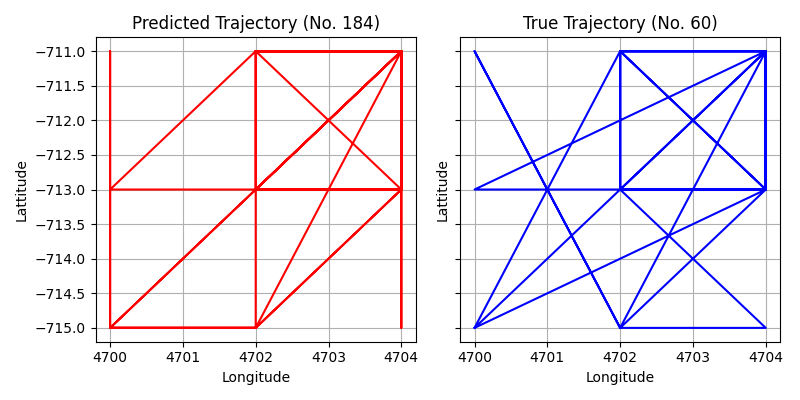 Predicted Trajectory (No. 184)
True Trajectory (No. 60)
−711.0
−711.5
−712.0
−712.5
−713.0
−713.5
−714.0
−714.5
−715.0
Lattitude
Lattitude
4700 4701 4702 4703 4704
4700 4701 4702 4703 4704
Longitude
Longitude